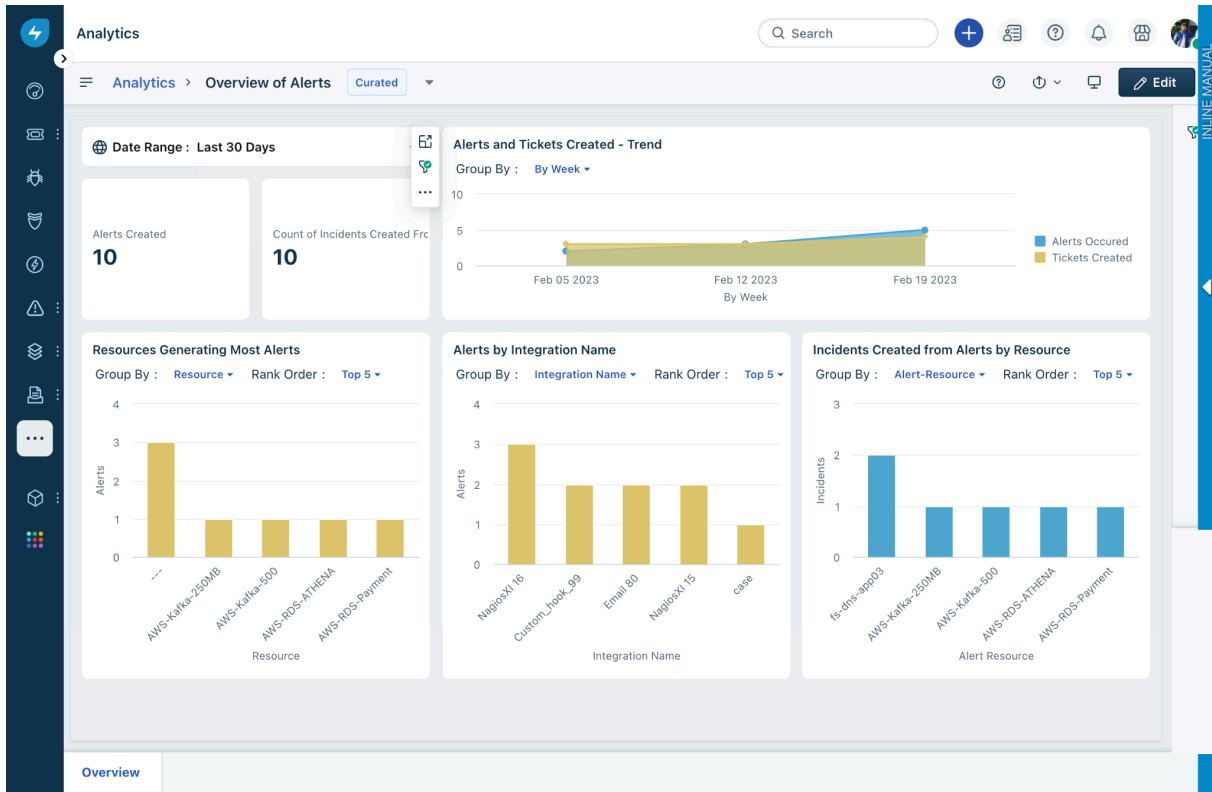 Analytics
Search
Analytics > Overview of Alerts Curated
Edit
INLINE MANUAL
Date Range : Last 30 Days
Alerts Created
10
Count of Incidents Created Frc
10
Alerts and Tickets Created - Trend
Group By : By Week
10
5
0
Feb 05 2023 Feb 12 2023 Feb 19 2023
By Week
Alerts Occured
Tickets Created
Resources Generating Most Alerts
Group By : Resource Rank Order : Top 5
4
3
2
1
0
Alerts
---
AWS-Kafka-250MB
AWS-Kafka-500
AWS-RDS-ATHENA
AWS-RDS-Payment
Resource
Alerts by Integration Name
Group By : Integration Name Rank Order : Top 5
4
3
2
1
0
Alerts
NagiosXI 16
Custom_hook_99
Email 80
NagiosXI 15
case
Integration Name
Incidents Created from Alerts by Resource
Group By : Alert-Resource Rank Order : Top 5
3
2
1
0
Incidents
fs-dns-app03
AWS-Kafka-250MB
AWS-Kafka-500
AWS-RDS-ATHENA
AWS-RDS-Payment
Alert Resource
Overview